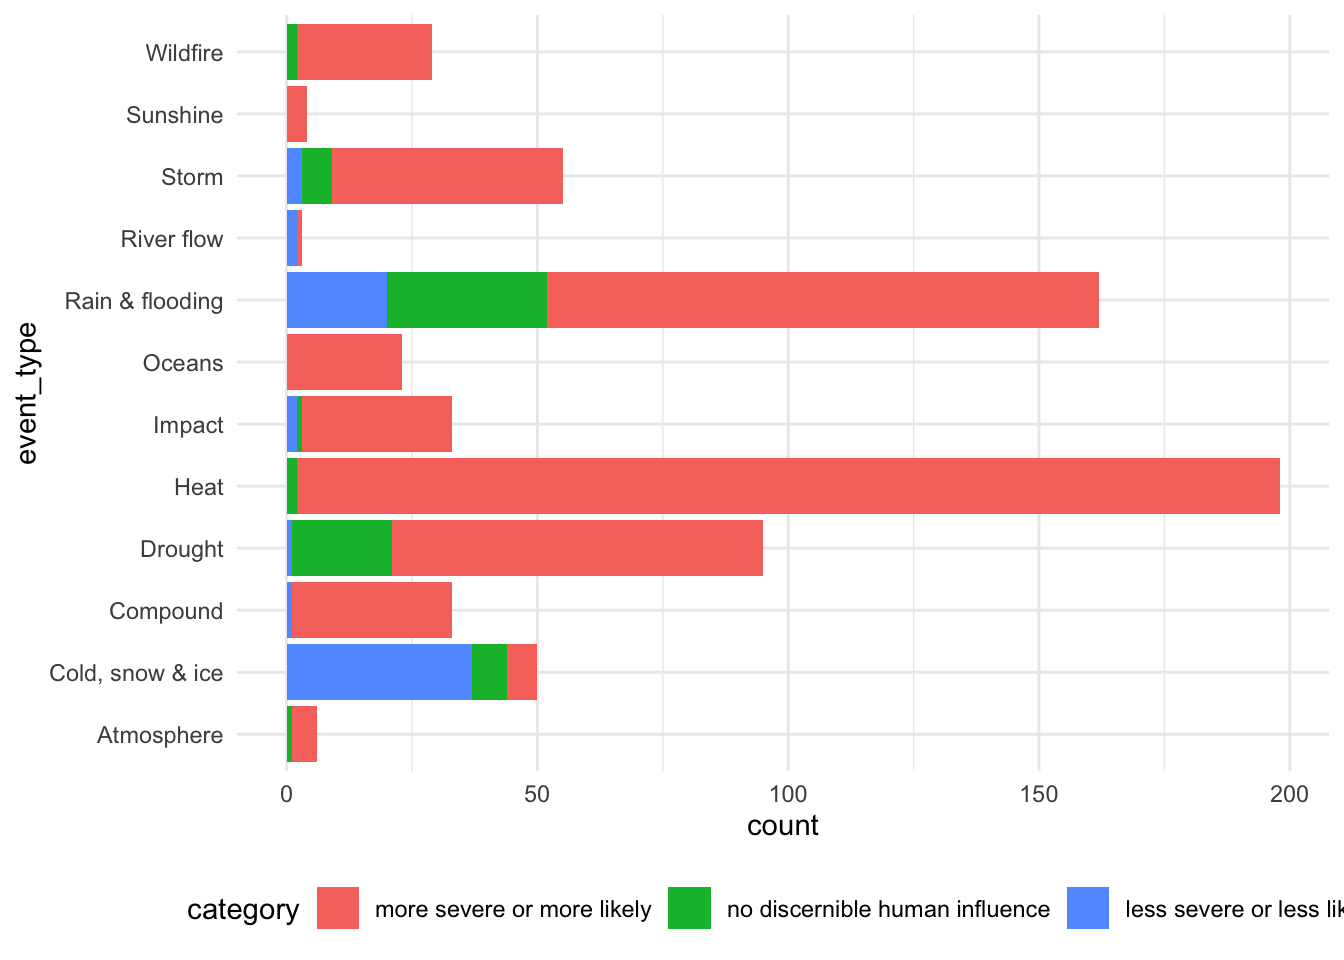 Wildfire
Sunshine
Storm
River flow
Rain & flooding
Oceans
Impact
Heat
Drought
Compound
Cold, snow & ice
Atmosphere
event_type
0 50 100 150 200
count
category more severe or more likely no discernible human influence less severe or less lik